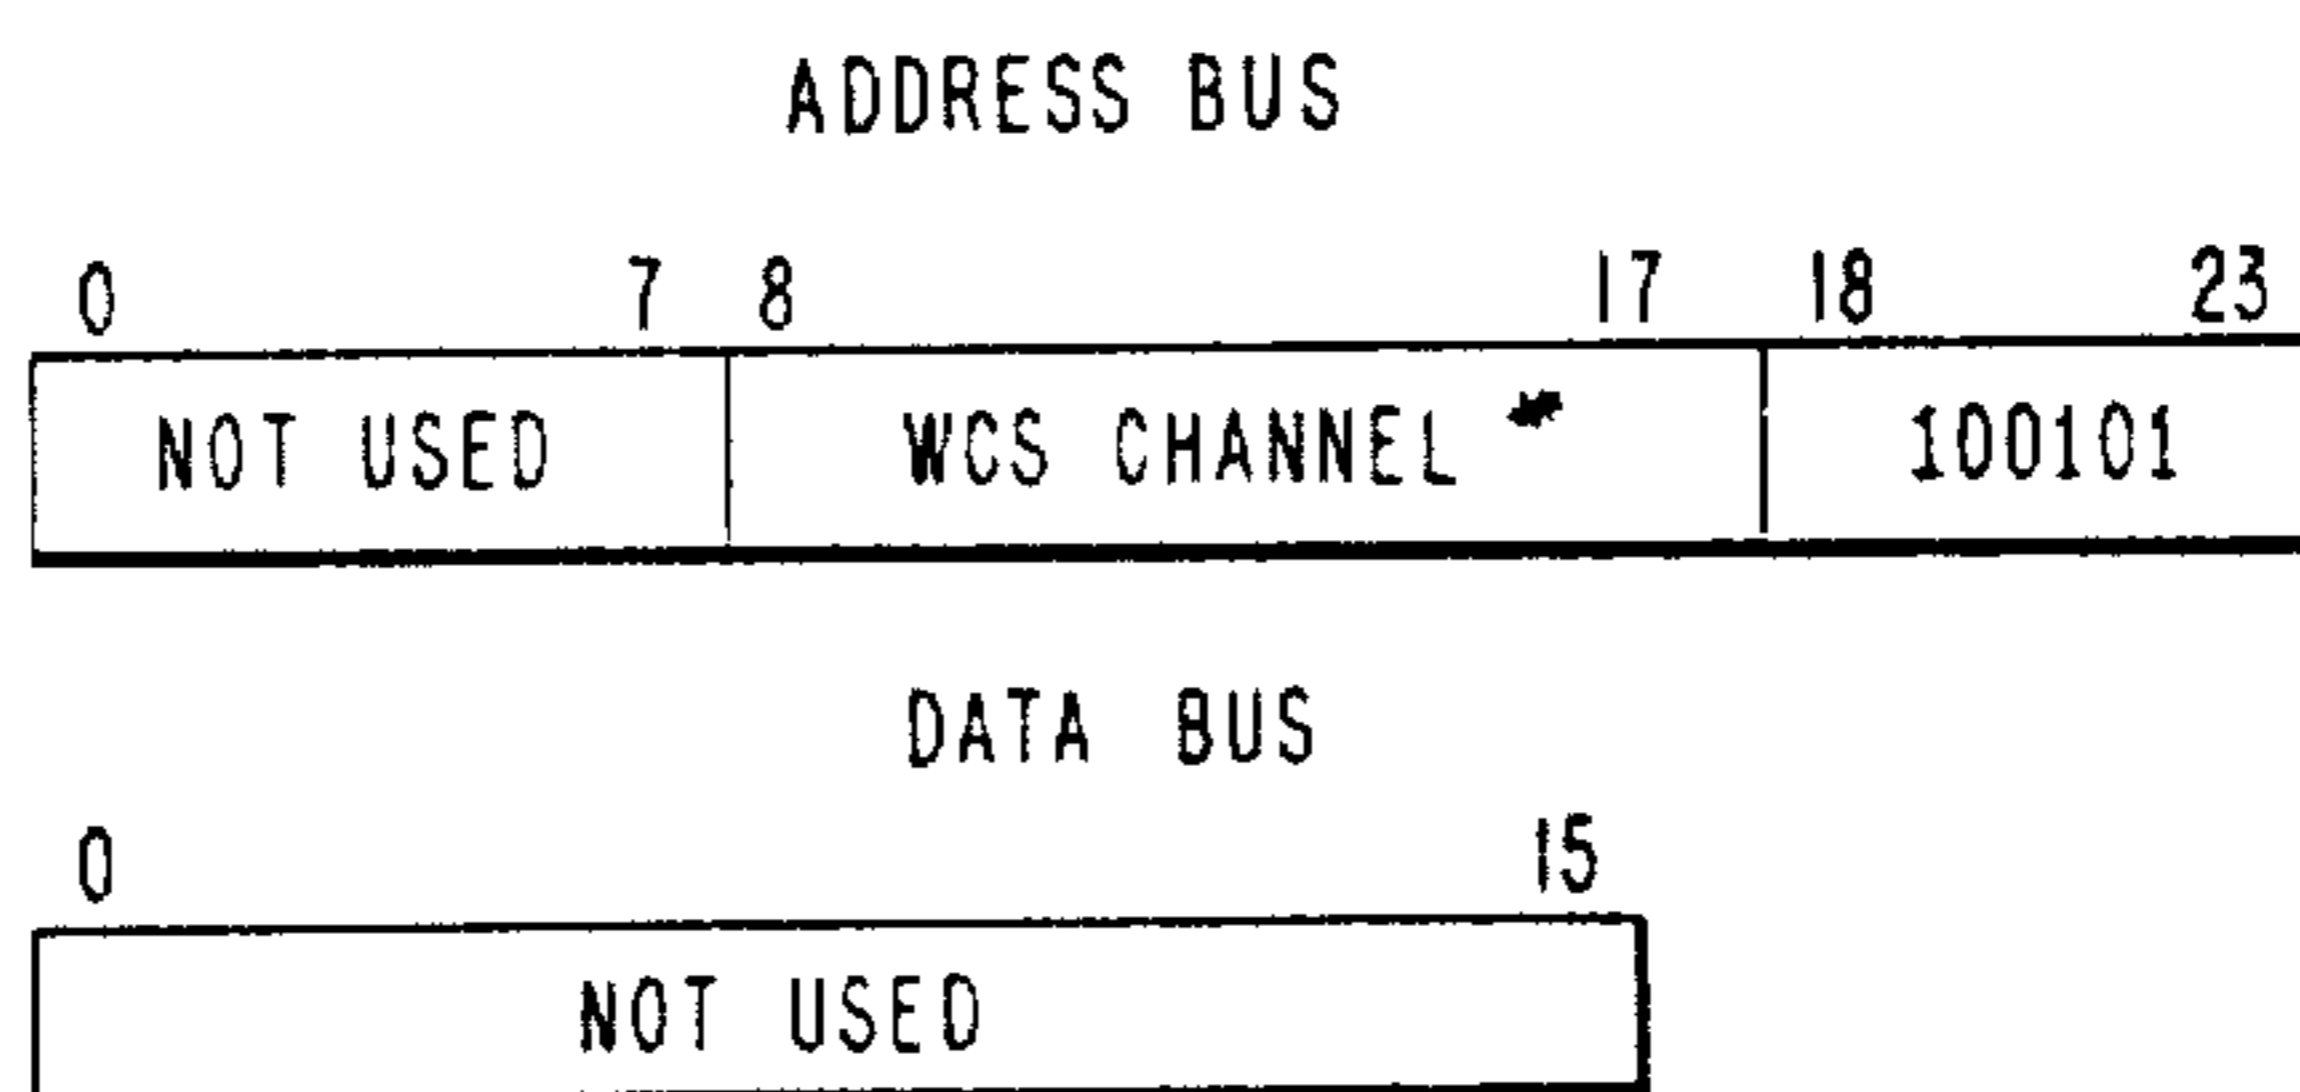 ADDRESS BUS
0 7 8 17 18 23
NOT USED WCS CHANNEL 100101
DATA BUS
0 15
NOT USED